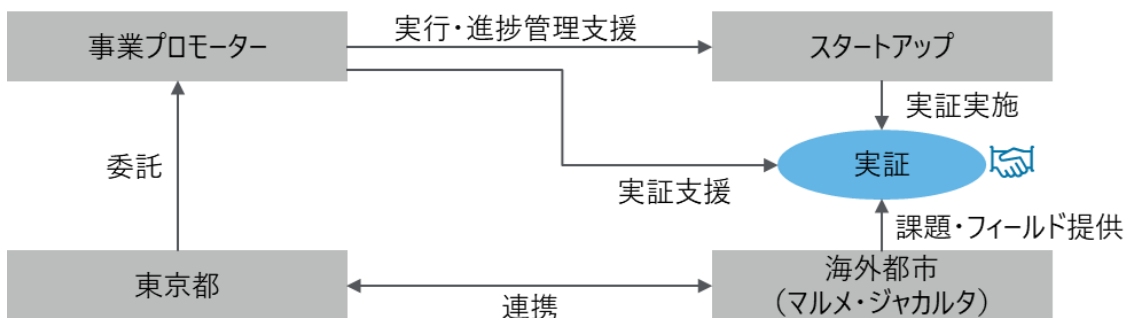 事業プロモーター
実行・進捗管理支援
スタートアップ
実証実施
委託
実証
実証支援
課題・フィールド提供
東京都
連携
海外都市
（マルメ・ジャカルタ）